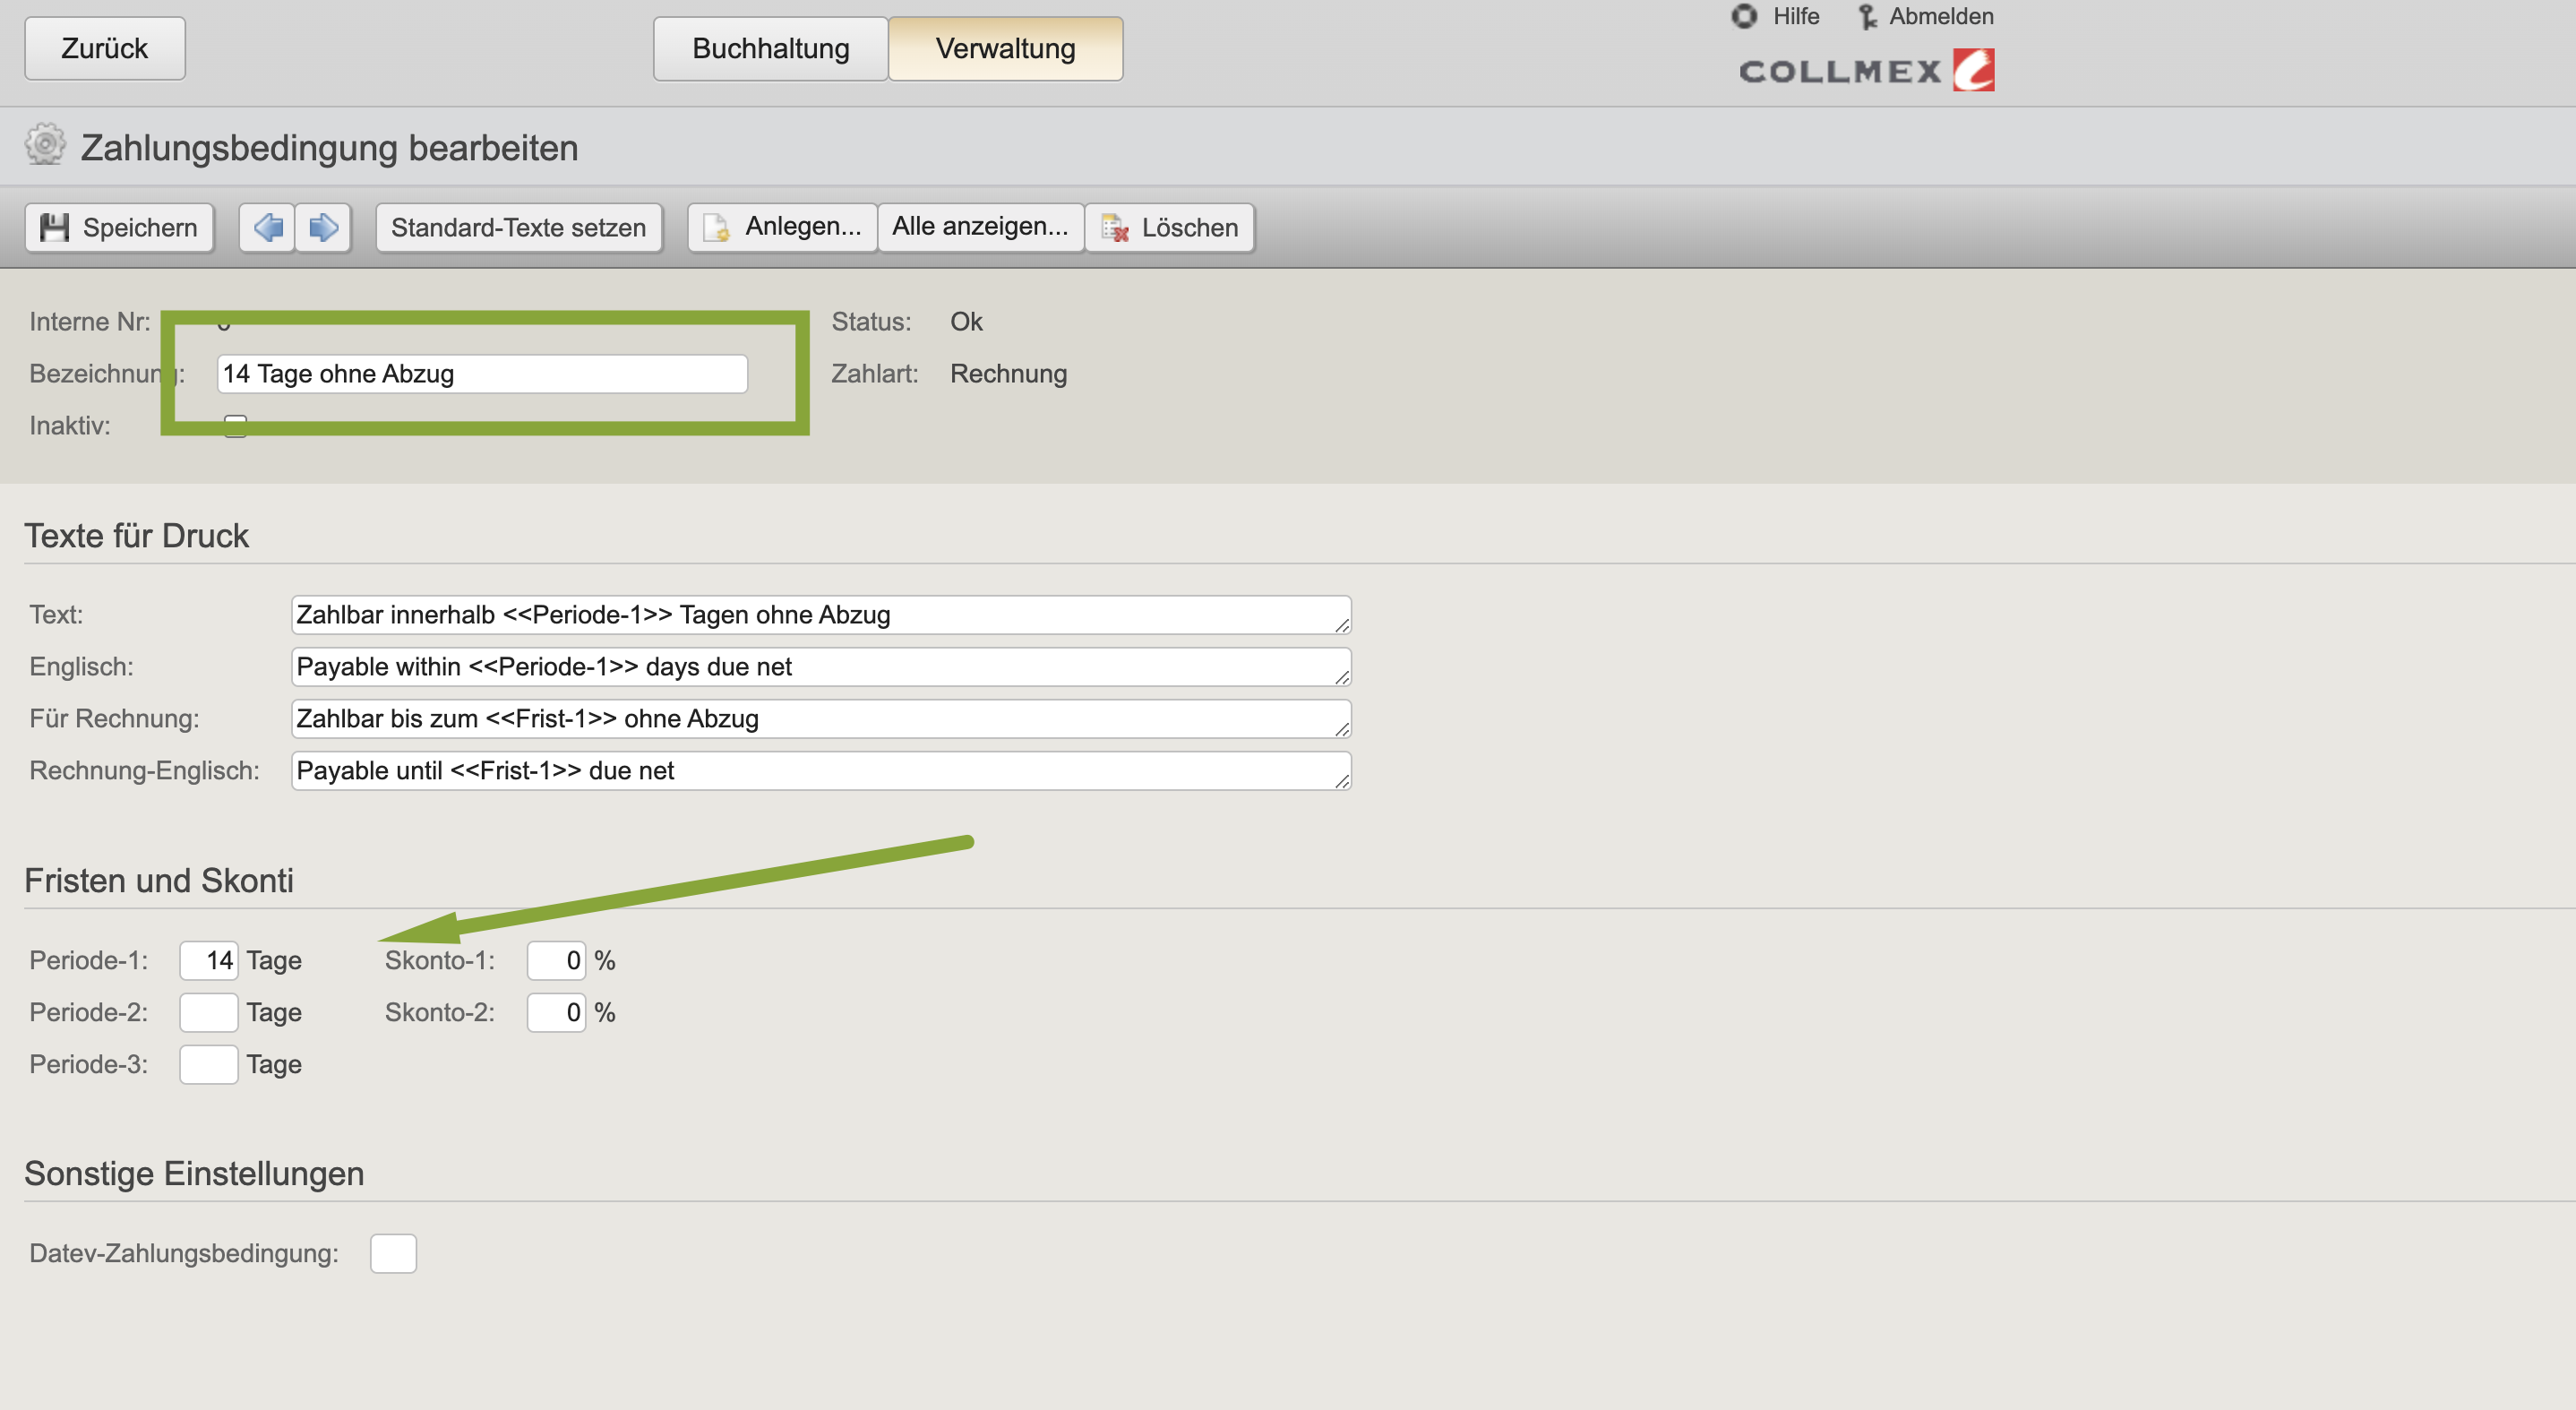 Zurück
Buchhaltung Verwaltung
Hilfe Abmelden
COLLMEX
Zahlungsbedingung bearbeiten
Speichern Standard-Texte setzen Anlegen... Alle anzeigen... Löschen
Interne Nr: Status: Ok
Bezeichnung: 14 Tage ohne Abzug Zahlart: Rechnung
Inaktiv:
Texte für Druck
Text: Zahlbar innerhalb <<Periode-1>> Tagen ohne Abzug
Englisch: Payable within <<Periode-1>> days due net
Für Rechnung: Zahlbar bis zum <<Frist-1>> ohne Abzug
Rechnung-Englisch: Payable until <<Frist-1>> due net
Fristen und Skonti
Periode-1: 14 Tage Skonto-1: 0 %
Periode-2: Tage Skonto-2: 0 %
Periode-3: Tage
Sonstige Einstellungen
Datev-Zahlungsbedingung: